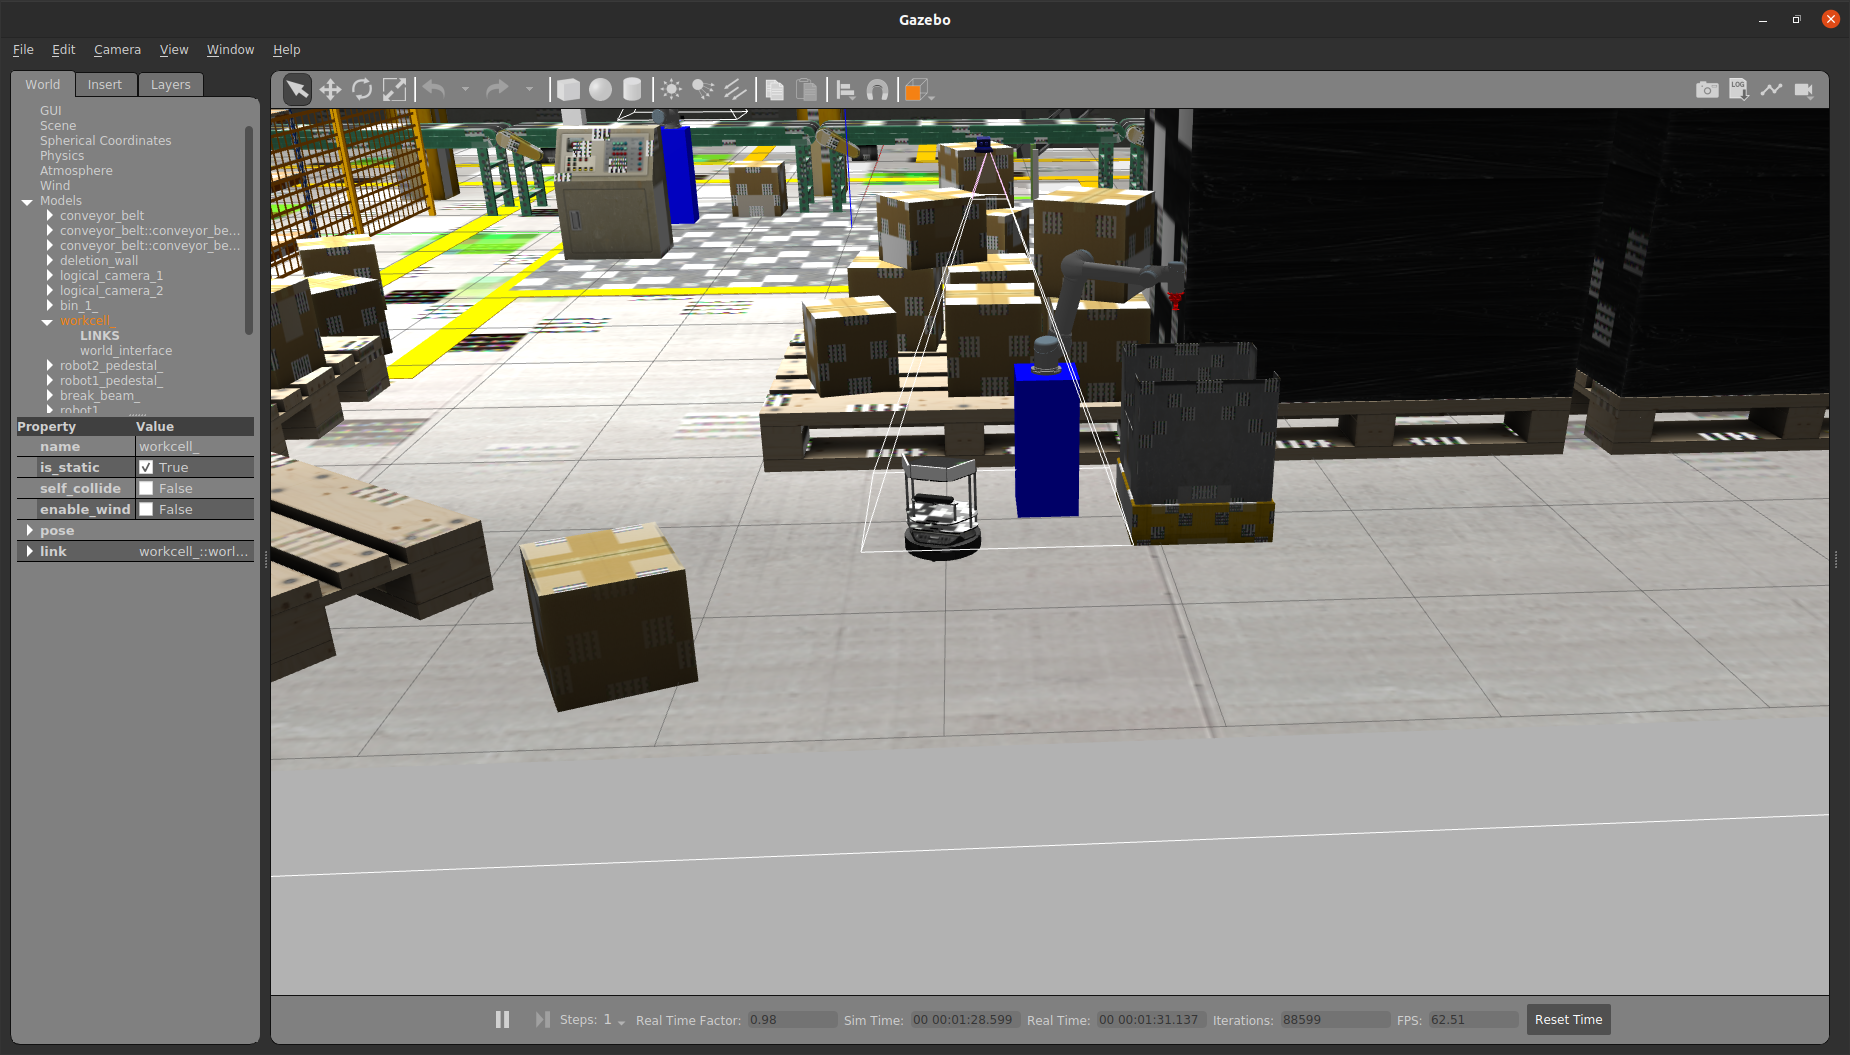 Gazebo
File Edit Camera View Window Help
World Insert Layers
GUI
Scene
Spherical Coordinates
Physics
Atmosphere
Wind
Models
conveyor_belt
conveyor_belt::conveyor_be...
conveyor_belt::conveyor_be...
deletion_wall
logical_camera_1
logical_camera_2
bin_1_
workcell_
LINKS
world_interface
robot2_pedestal_
robot1_pedestal_
break_beam_
robot1
Property Value
name workcell_
is_static True
self_collide False
enable_wind False
pose
link workcell_::worl...
LOG
Steps: 1 Real Time Factor: 0.98 Sim Time: 00 00:01:28.599 Real Time: 00 00:01:31.137 Iterations: 88599 FPS: 62.51 Reset Time